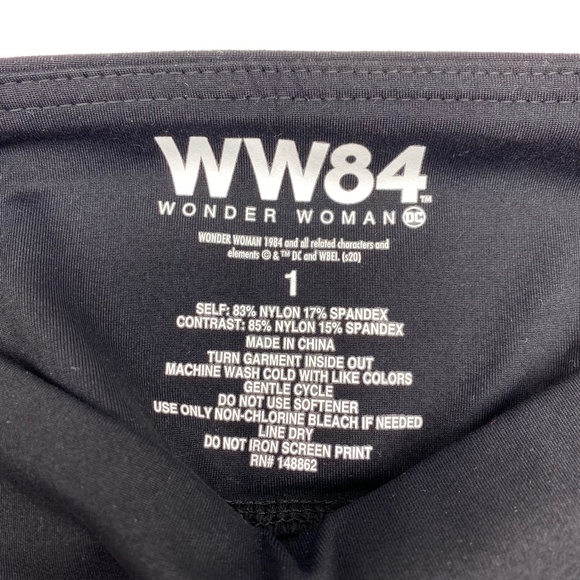 WW84™
WONDER WOMAN DC
WONDER WOMAN 1984 and all related characters and
elements © & ™ DC and WBEI. (s20)
1
SELF: 83% NYLON 17% SPANDEX
CONTRAST: 85% NYLON 15% SPANDEX
MADE IN CHINA
TURN GARMENT INSIDE OUT
MACHINE WASH COLD WITH LIKE COLORS
GENTLE CYCLE
DO NOT USE SOFTENER
USE ONLY NON-CHLORINE BLEACH IF NEEDED
LINE DRY
DO NOT IRON SCREEN PRINT
RN# 148862